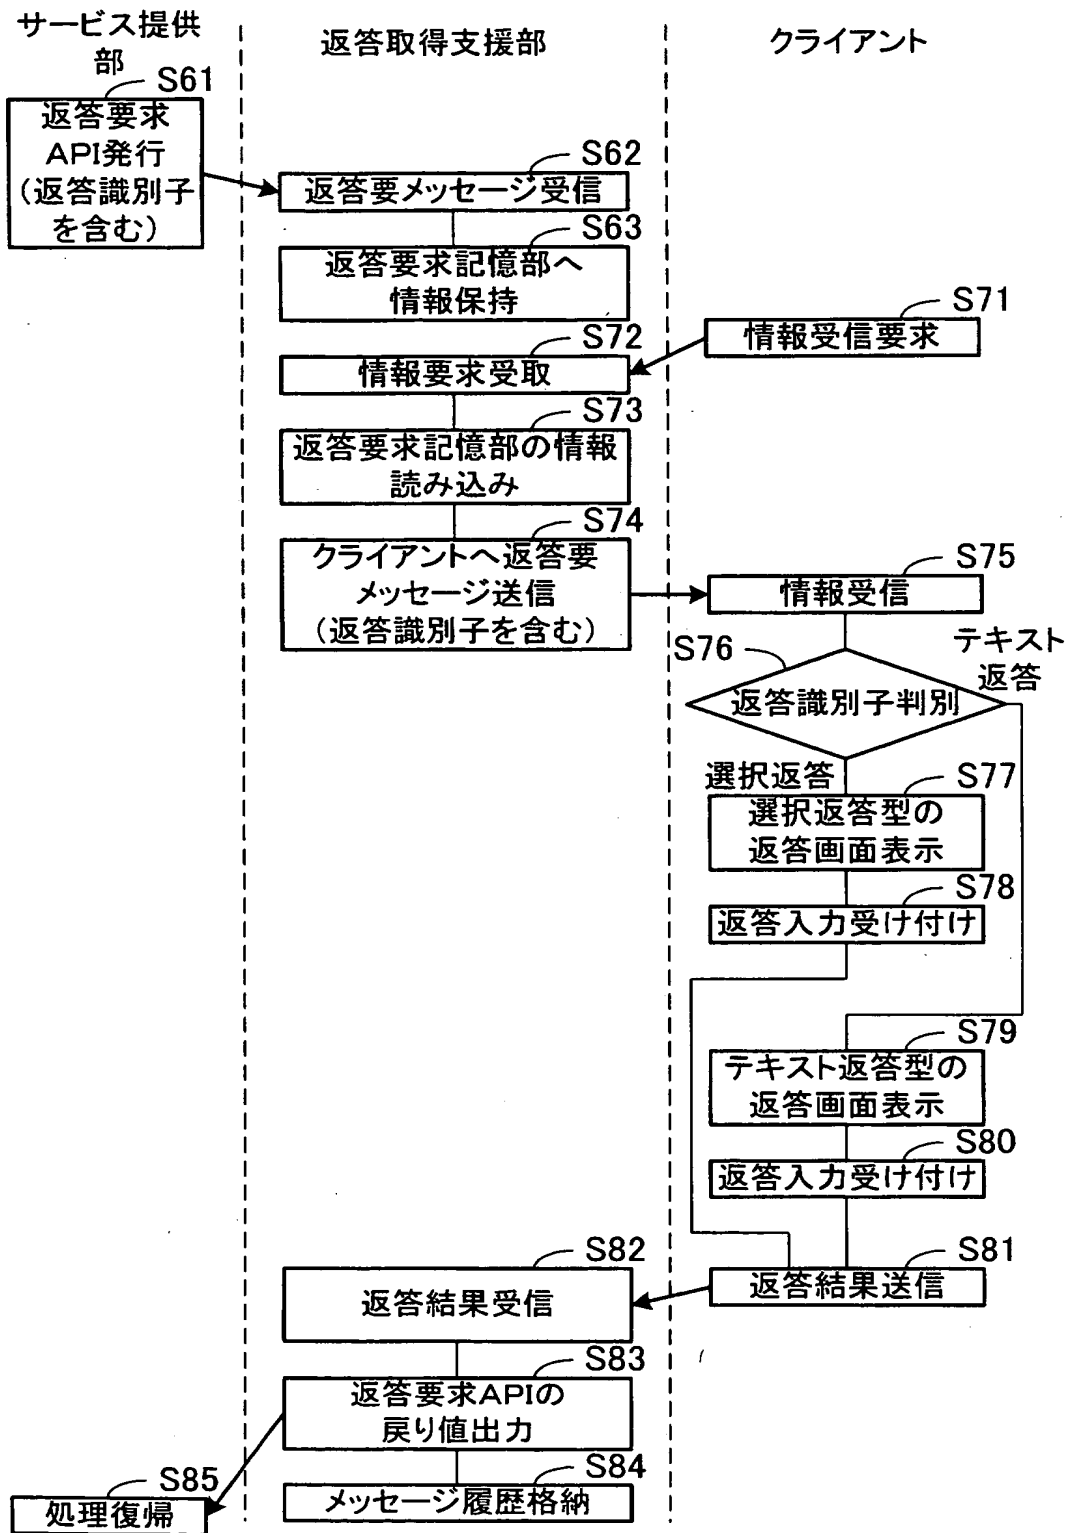 サービス提供
部
返答取得支援部
クライアント
S61
返答要求
API発行
(返答識別子
を含む)
S62
返答要メッセージ受信
S63
返答要求記憶部へ
情報保持
S71
情報受信要求
S72
情報要求受取
S73
返答要求記憶部の情報
読み込み
S74
クライアントへ返答要
メッセージ送信
(返答識別子を含む)
S75
情報受信
S76
返答識別子判別
テキスト
返答
選択返答
S77
選択返答型の
返答画面表示
S78
返答入力受け付け
S79
テキスト返答型の
返答画面表示
S80
返答入力受け付け
S81
返答結果送信
S82
返答結果受信
S83
返答要求APIの
戻り値出力
S84
メッセージ履歴格納
S85
処理復帰